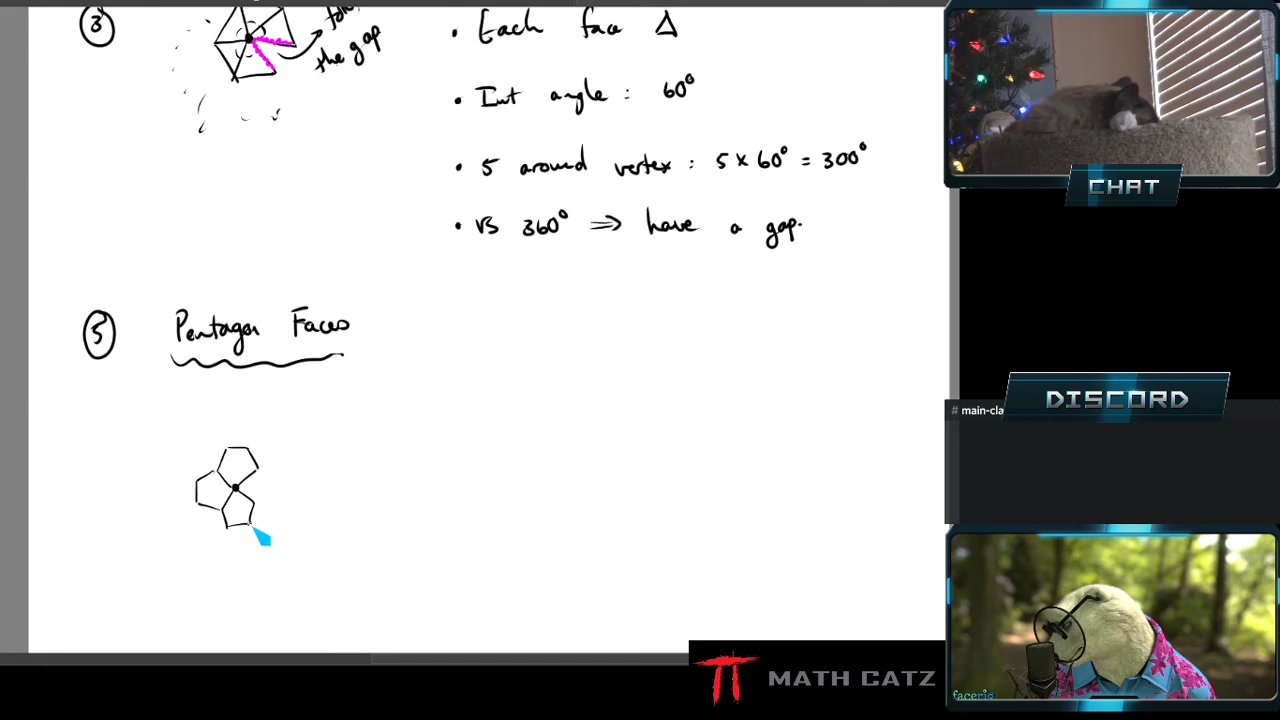 ③
the gap
• Each face Δ
• Int angle : 60°
• 5 around vertex : 5 × 60° = 300°
• vs 360° ⇒ have a gap.
⑤ Pentagon Faces
CHAT
DISCORD
# main-cla
MATH CATZ
facerig